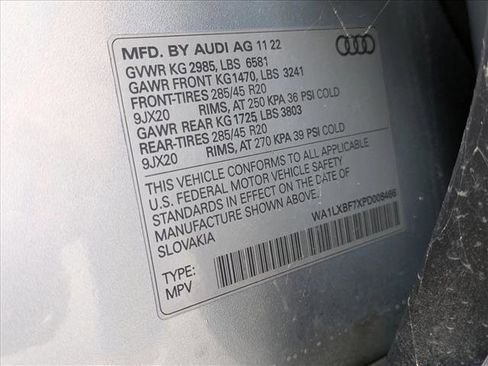 MFD. BY AUDI AG 11 22
GVWR KG 2985, LBS 6581
GAWR FRONT KG1470, LBS 3241
FRONT-TIRES 285/45 R20
9JX20 RIMS, AT 250 KPA 36 PSI COLD
GAWR REAR KG1725, LBS 3803
REAR-TIRES 285/45 R20
9JX20 RIMS, AT 270 KPA 39 PSI COLD
THIS VEHICLE CONFORMS TO ALL APPLICABLE
U.S. FEDERAL MOTOR VEHICLE SAFETY
STANDARDS IN EFFECT ON THE DATE OF
MANUFACTURE SHOWN ABOVE.
SLOVAKIA
WA1LXBF7XPD008466
TYPE:
MPV